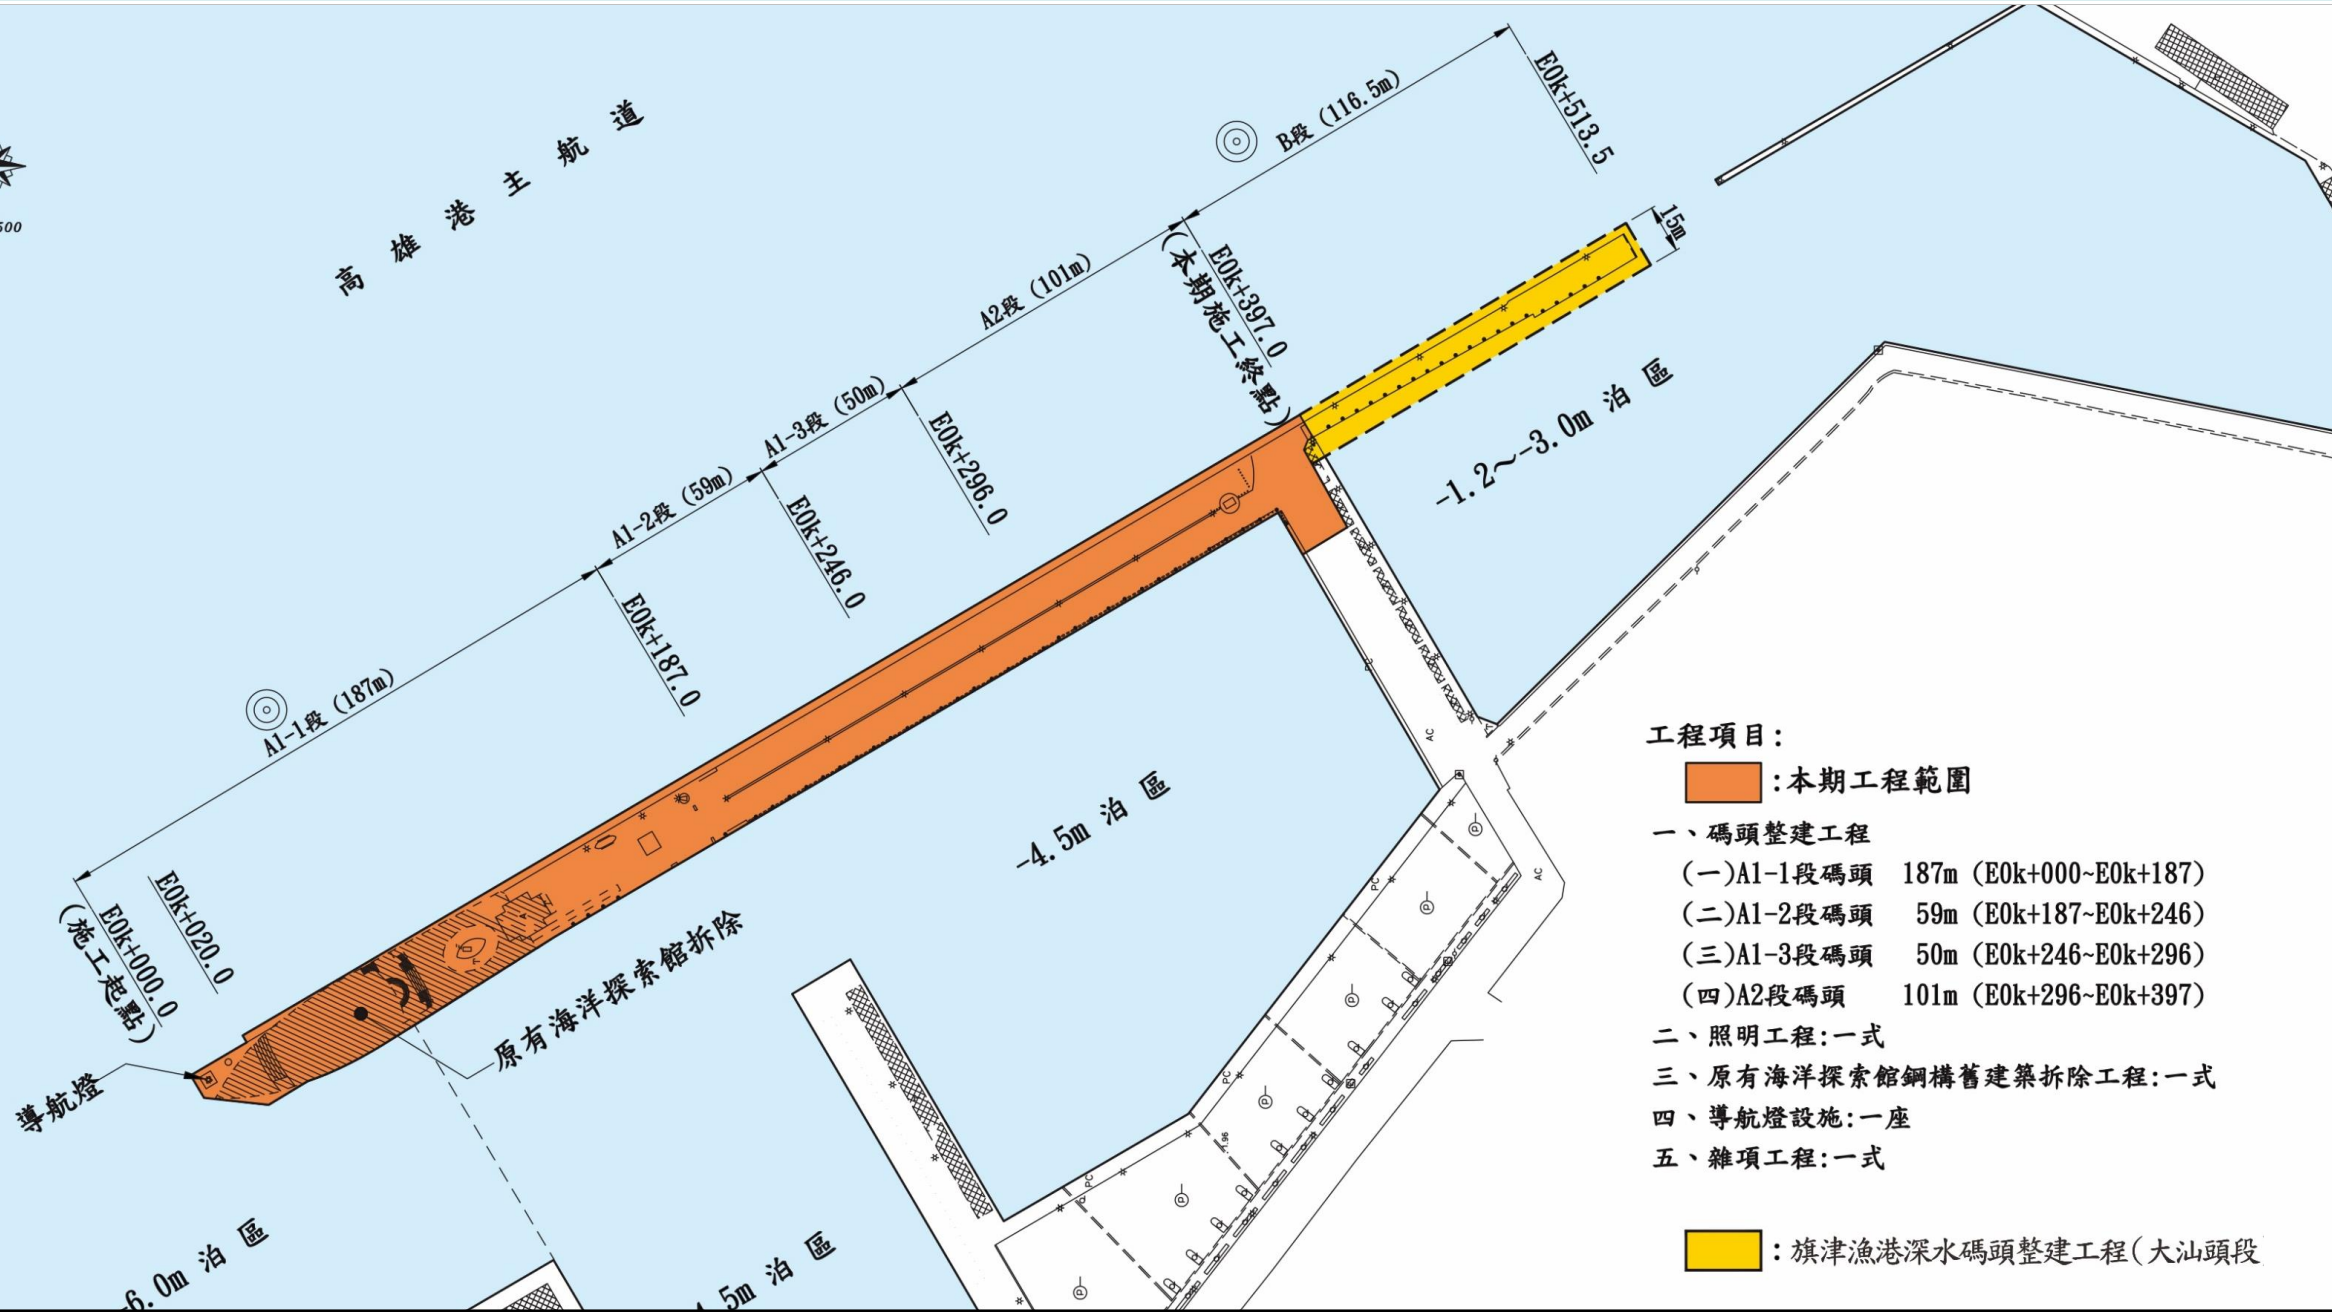 高雄港主航道
B段 (116.5m)
E0k+513.5
15m
A2段 (101m)
E0k+397.0
(本期施工終點)
A1-3段 (50m)
E0k+296.0
A1-2段 (59m)
E0k+246.0
A1-1段 (187m)
E0k+187.0
E0k+020.0
E0k+000.0
(施工起點)
導航燈
原有海洋探索館拆除
-1.2～-3.0m 泊區
-4.5m 泊區
-6.0m 泊區
.5m 泊區
AC
AC
PC
PC
PC
P
P
P
P
P
P
工程項目:
:本期工程範圍
一、碼頭整建工程
(一)A1-1段碼頭 187m (E0k+000~E0k+187)
(二)A1-2段碼頭 59m (E0k+187~E0k+246)
(三)A1-3段碼頭 50m (E0k+246~E0k+296)
(四)A2段碼頭 101m (E0k+296~E0k+397)
二、照明工程:一式
三、原有海洋探索館鋼構舊建築拆除工程:一式
四、導航燈設施:一座
五、雜項工程:一式
:旗津漁港深水碼頭整建工程(大汕頭段